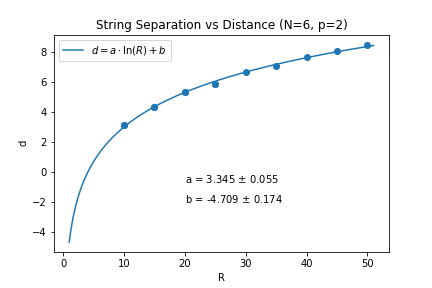 String Separation vs Distance (N=6, p=2)
d = a · ln(R) + b
8
6
4
2
0
−2
−4
d
a = 3.345 ± 0.055
b = -4.709 ± 0.174
0
10
20
30
40
50
R